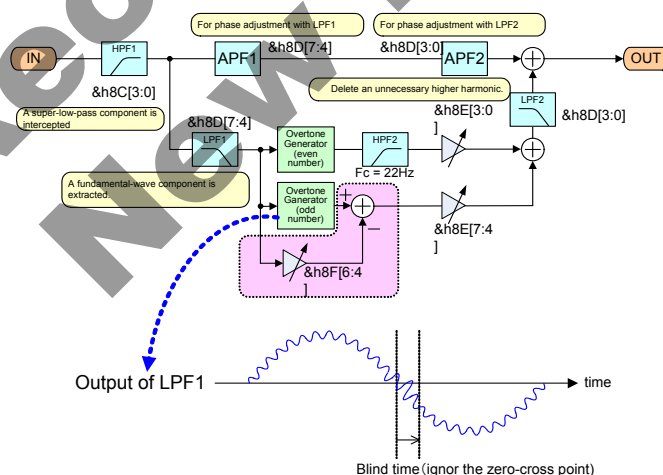 For phase adjustment with LPF1
For phase adjustment with LPF2
&h8D[7:4]
&h8D[3:0]
IN
HPF1
APF1
APF2
OUT
&h8C[3:0]
Delete an unnecessary higher harmonic.
A super-low-pass component is
intercepted
&h8D[7:4]
&h8E[3:0
]
LPF2
&h8D[3:0]
LPF1
Overtone
Generator
(even
number)
HPF2
Fc = 22Hz
A fundamental-wave component is
extracted.
Overtone
Ganerator
(odd
number)
+
−
&h8E[7:4
]
&h8F[6:4
]
Output of LPF1
time
Blind time(ignor the zero-cross point)
New